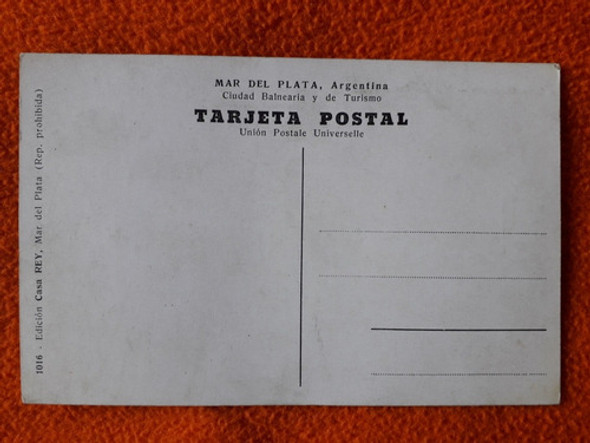 MAR DEL PLATA, Argentina
Ciudad Balnearia y de Turismo
TARJETA POSTAL
Unión Postale Universelle
1016 - Edición Casa REY, Mar del Plata (Rep. prohibida)